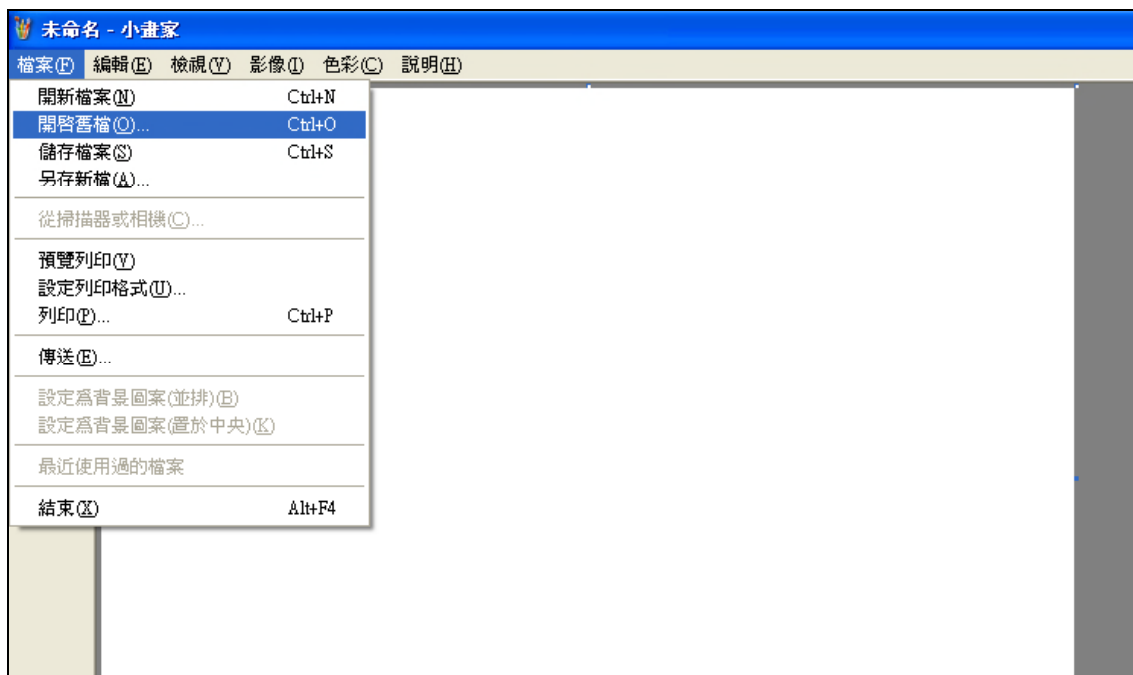 未命名 - 小畫家
檔案(F) 編輯(E) 檢視(V) 影像(I) 色彩(C) 說明(H)
開新檔案(N) Ctrl+N
開啓舊檔(O)... Ctrl+O
儲存檔案(S) Ctrl+S
另存新檔(A)...
從掃描器或相機(C)...
預覽列印(V)
設定列印格式(U)...
列印(P)... Ctrl+P
傳送(E)...
設定爲背景圖案(並排)(B)
設定爲背景圖案(置於中央)(K)
最近使用過的檔案
結束(X) Alt+F4